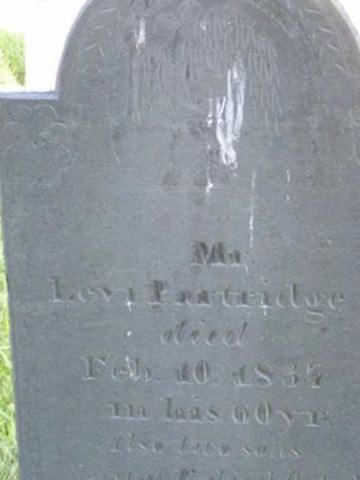 Mr.
Levi Partridge
died
Feb. 10. 1837
in his 60 yr.
Also two sons